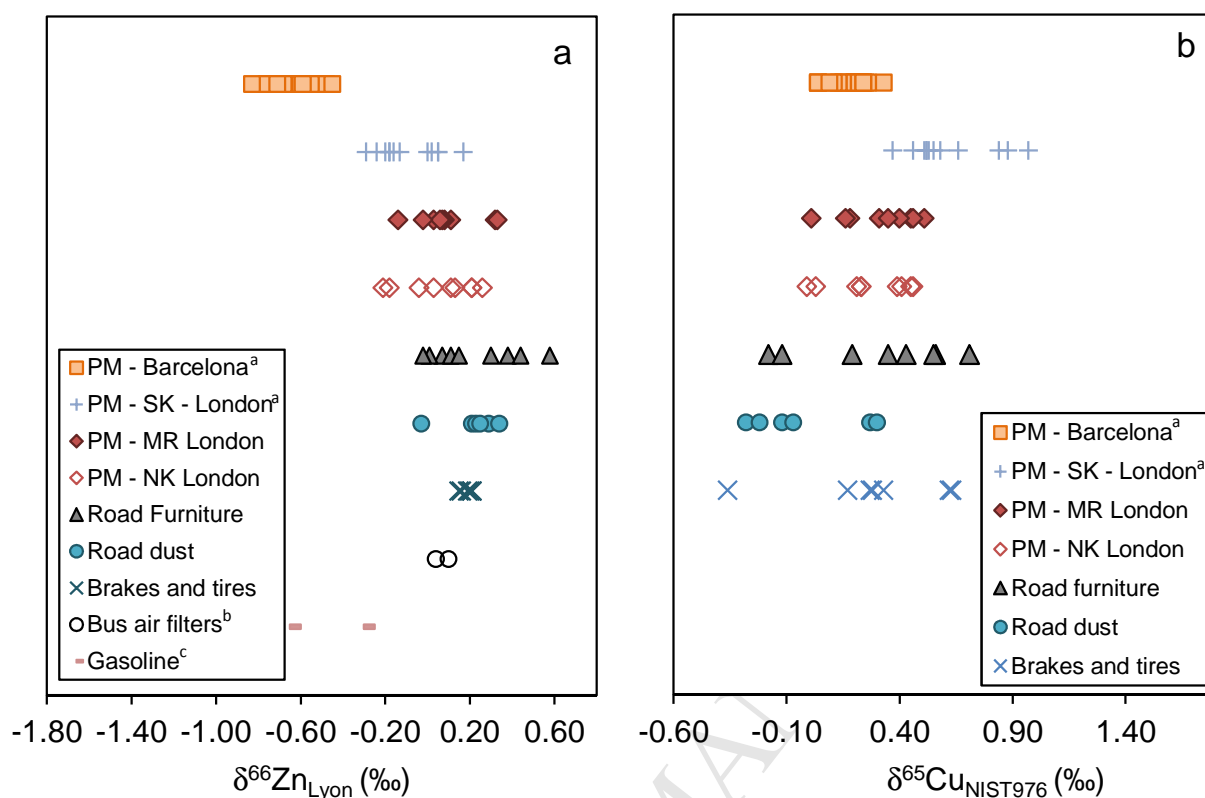 a
PM - Barcelonaᵃ
PM - SK - Londonᵃ
PM - MR London
PM - NK London
Road Furniture
Road dust
Brakes and tires
Bus air filtersᵇ
Gasolineᶜ
-1.80 -1.40 -1.00 -0.60 -0.20 0.20 0.60
δ⁶⁶Zn_Lyon (‰)
b
PM - Barcelonaᵃ
PM - SK - Londonᵃ
PM - MR London
PM - NK London
Road furniture
Road dust
Brakes and tires
-0.60 -0.10 0.40 0.90 1.40
δ⁶⁵Cu_NIST976 (‰)